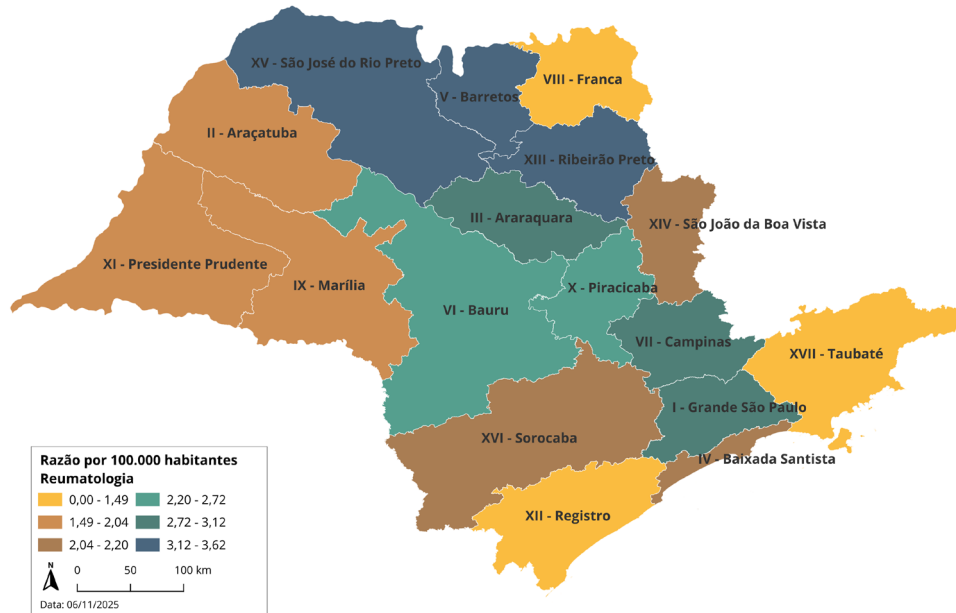 XV - São José do Rio Preto
VIII - Franca
V - Barretos
II - Araçatuba
XIII - Ribeirão Preto
III - Araraquara
XIV - São João da Boa Vista
XI - Presidente Prudente
IX - Marília
X - Piracicaba
VI - Bauru
VII - Campinas
XVII - Taubaté
I - Grande São Paulo
XVI - Sorocaba
IV - Baixada Santista
XII - Registro
Razão por 100.000 habitantes
Reumatologia
0,00 - 1,49 2,20 - 2,72
1,49 - 2,04 2,72 - 3,12
2,04 - 2,20 3,12 - 3,62
N
0 50 100 km
Data: 06/11/2025